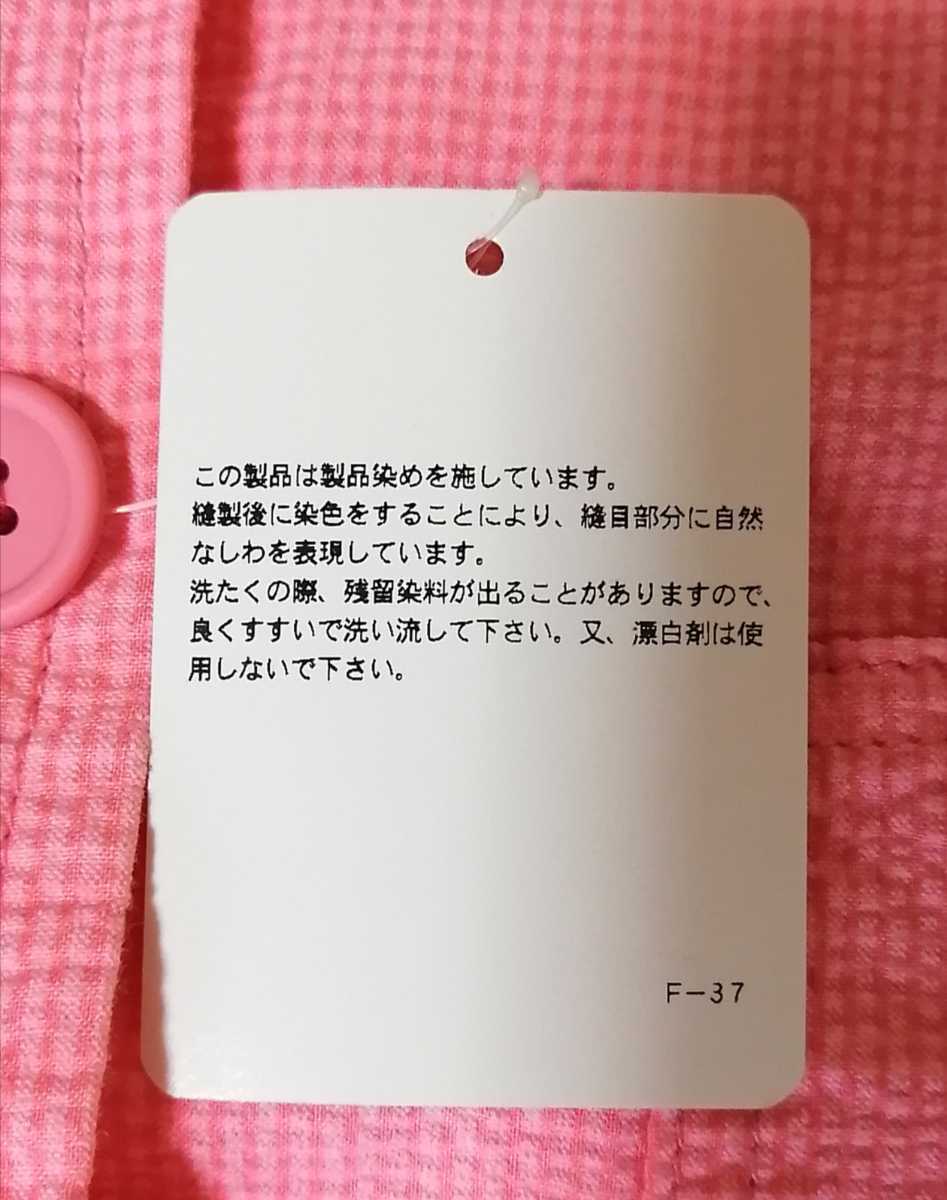 この製品は製品染めを施しています。
縫製後に染色をすることにより、縫目部分に自然
なしわを表現しています。
洗たくの際、残留染料が出ることがありますので、
良くすすいで洗い流して下さい。又、漂白剤は使
用しないで下さい。
F－37